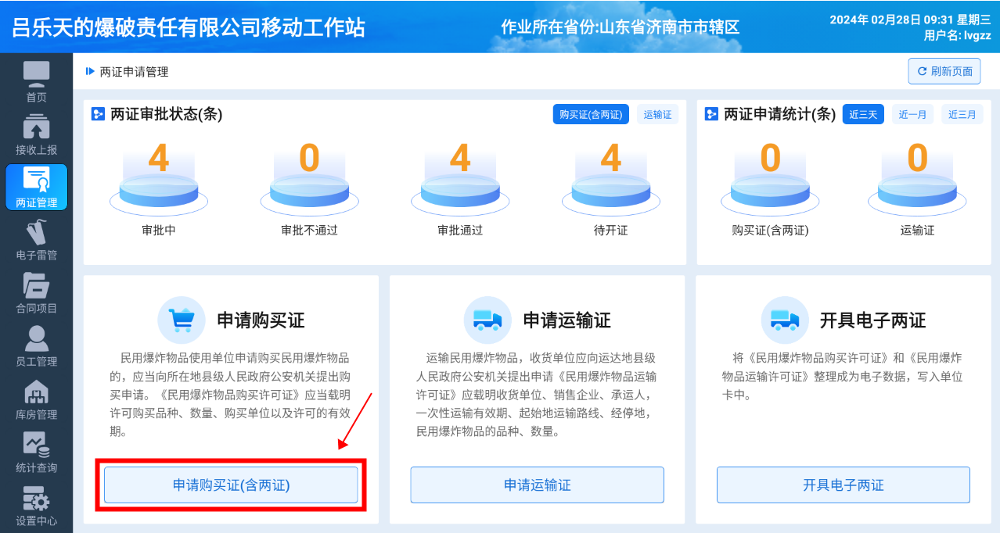 吕乐天的爆破责任有限公司移动工作站
作业所在省份:山东省济南市市辖区
2024年 02月28日 09:31 星期三
用户名: lvgzz
首页
接收上报
两证管理
电子雷管
合同项目
员工管理
库房管理
统计查询
设置中心
两证申请管理
刷新页面
两证审批状态(条)
购买证(含两证)
运输证
4
0
4
4
审批中
审批不通过
审批通过
待开证
两证申请统计(条)
近三天
近一月
近三月
0
0
购买证(含两证)
运输证
申请购买证
民用爆炸物品使用单位申请购买民用爆炸物品
的，应当向所在地县级人民政府公安机关提出购
买申请。《民用爆炸物品购买许可证》应当载明
许可购买品种、数量、购买单位以及许可的有效
期。
申请购买证(含两证)
申请运输证
运输民用爆炸物品，收货单位应向运达地县级
人民政府公安机关提出申请《民用爆炸物品运输
许可证》应载明收货单位、销售企业、承运人，
一次性运输有效期、起始地运输路线、经停地，
民用爆炸物品的品种、数量。
申请运输证
开具电子两证
将《民用爆炸物品购买许可证》和《民用爆炸
物品运输许可证》整理成为电子数据，写入单位
卡中。
开具电子两证